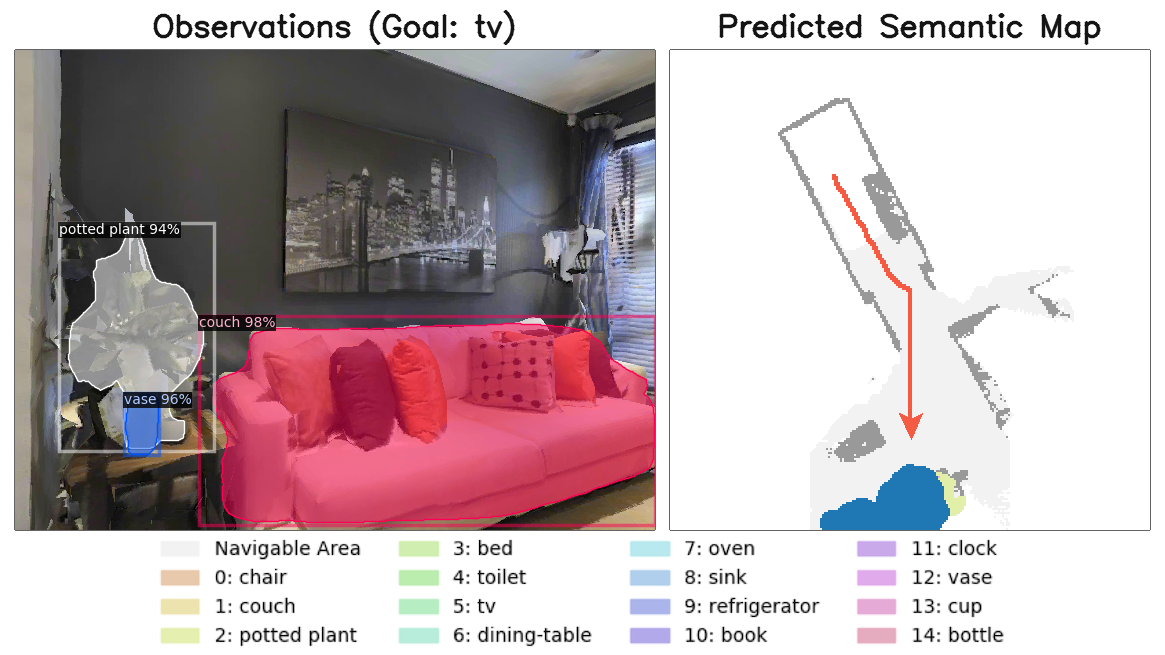 Observations (Goal: tv)
Predicted Semantic Map
potted plant 94%
couch 98%
vase 96%
Navigable Area
0: chair
1: couch
2: potted plant
3: bed
4: toilet
5: tv
6: dining-table
7: oven
8: sink
9: refrigerator
10: book
11: clock
12: vase
13: cup
14: bottle